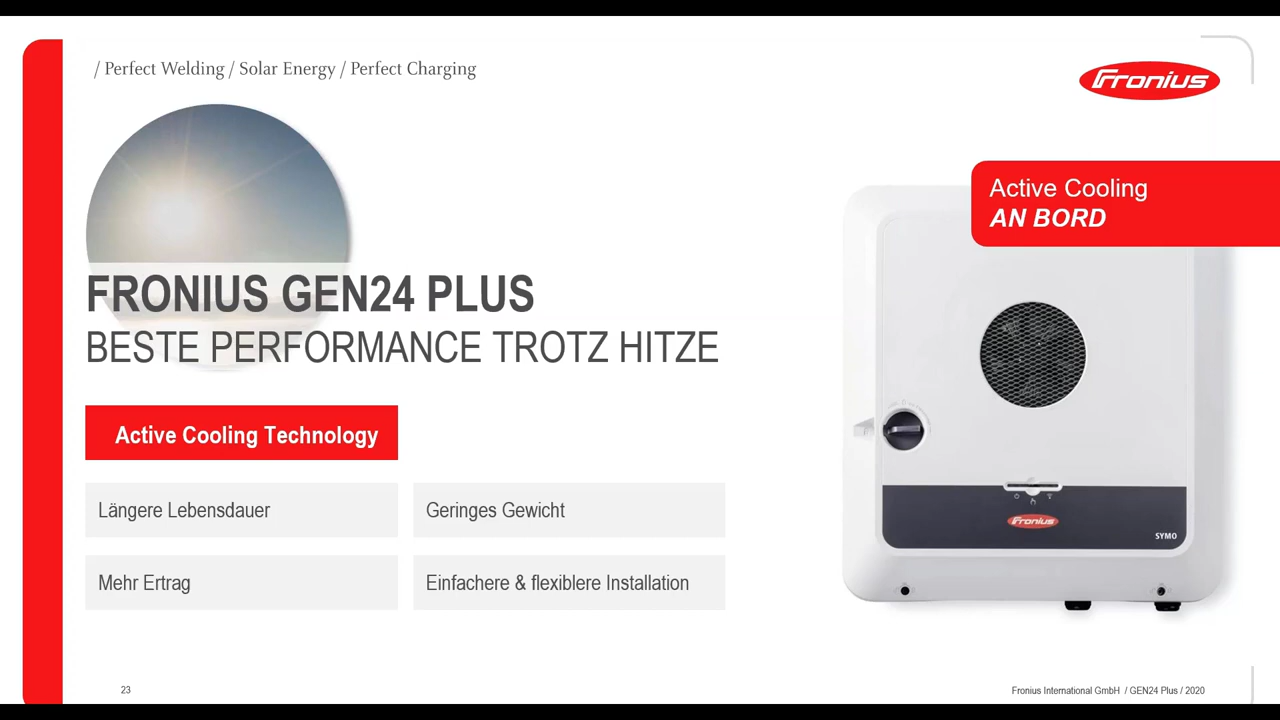 / Perfect Welding / Solar Energy / Perfect Charging
Fronius
Active Cooling
AN BORD
FRONIUS GEN24 PLUS
BESTE PERFORMANCE TROTZ HITZE
Active Cooling Technology
Längere Lebensdauer
Geringes Gewicht
Mehr Ertrag
Einfachere & flexiblere Installation
Fronius
SYMO
23
Fronius International GmbH / GEN24 Plus / 2020